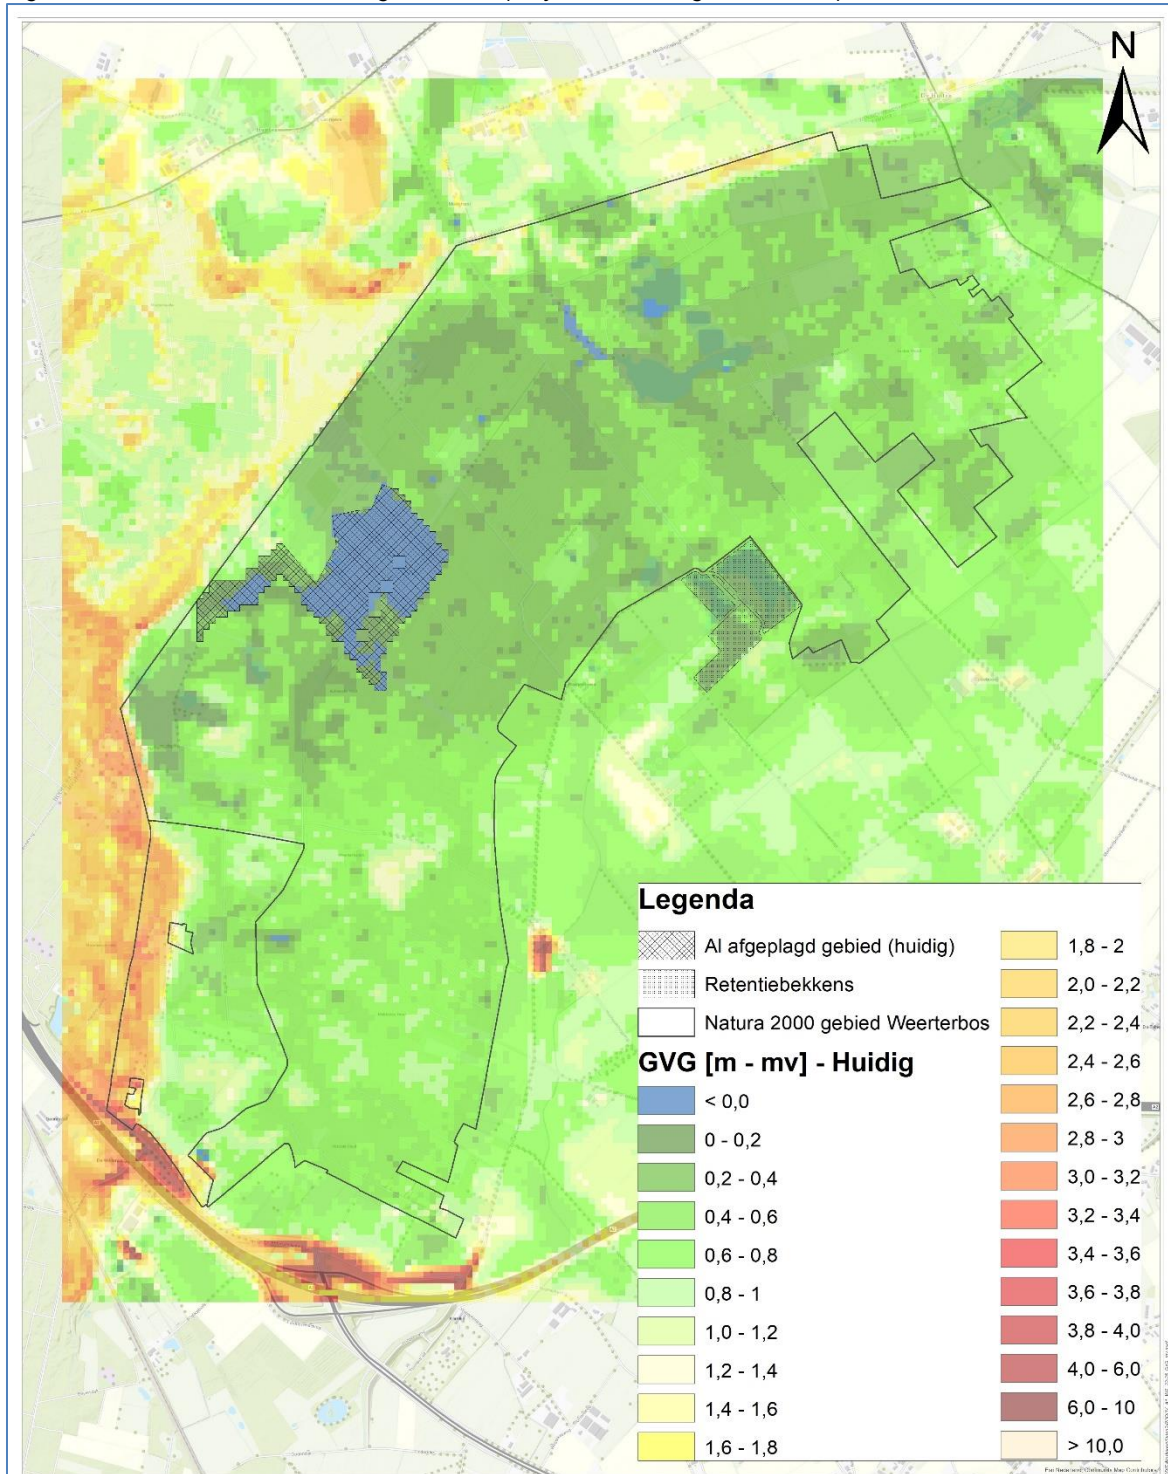 N
Legenda
Al afgeplagd gebied (huidig)
Retentiebekkens
Natura 2000 gebied Weerterbos
GVG [m - mv] - Huidig
< 0,0
0 - 0,2
0,2 - 0,4
0,4 - 0,6
0,6 - 0,8
0,8 - 1
1,0 - 1,2
1,2 - 1,4
1,4 - 1,6
1,6 - 1,8
1,8 - 2
2,0 - 2,2
2,2 - 2,4
2,4 - 2,6
2,6 - 2,8
2,8 - 3
3,0 - 3,2
3,2 - 3,4
3,4 - 3,6
3,6 - 3,8
3,8 - 4,0
4,0 - 6,0
6,0 - 10
> 10,0